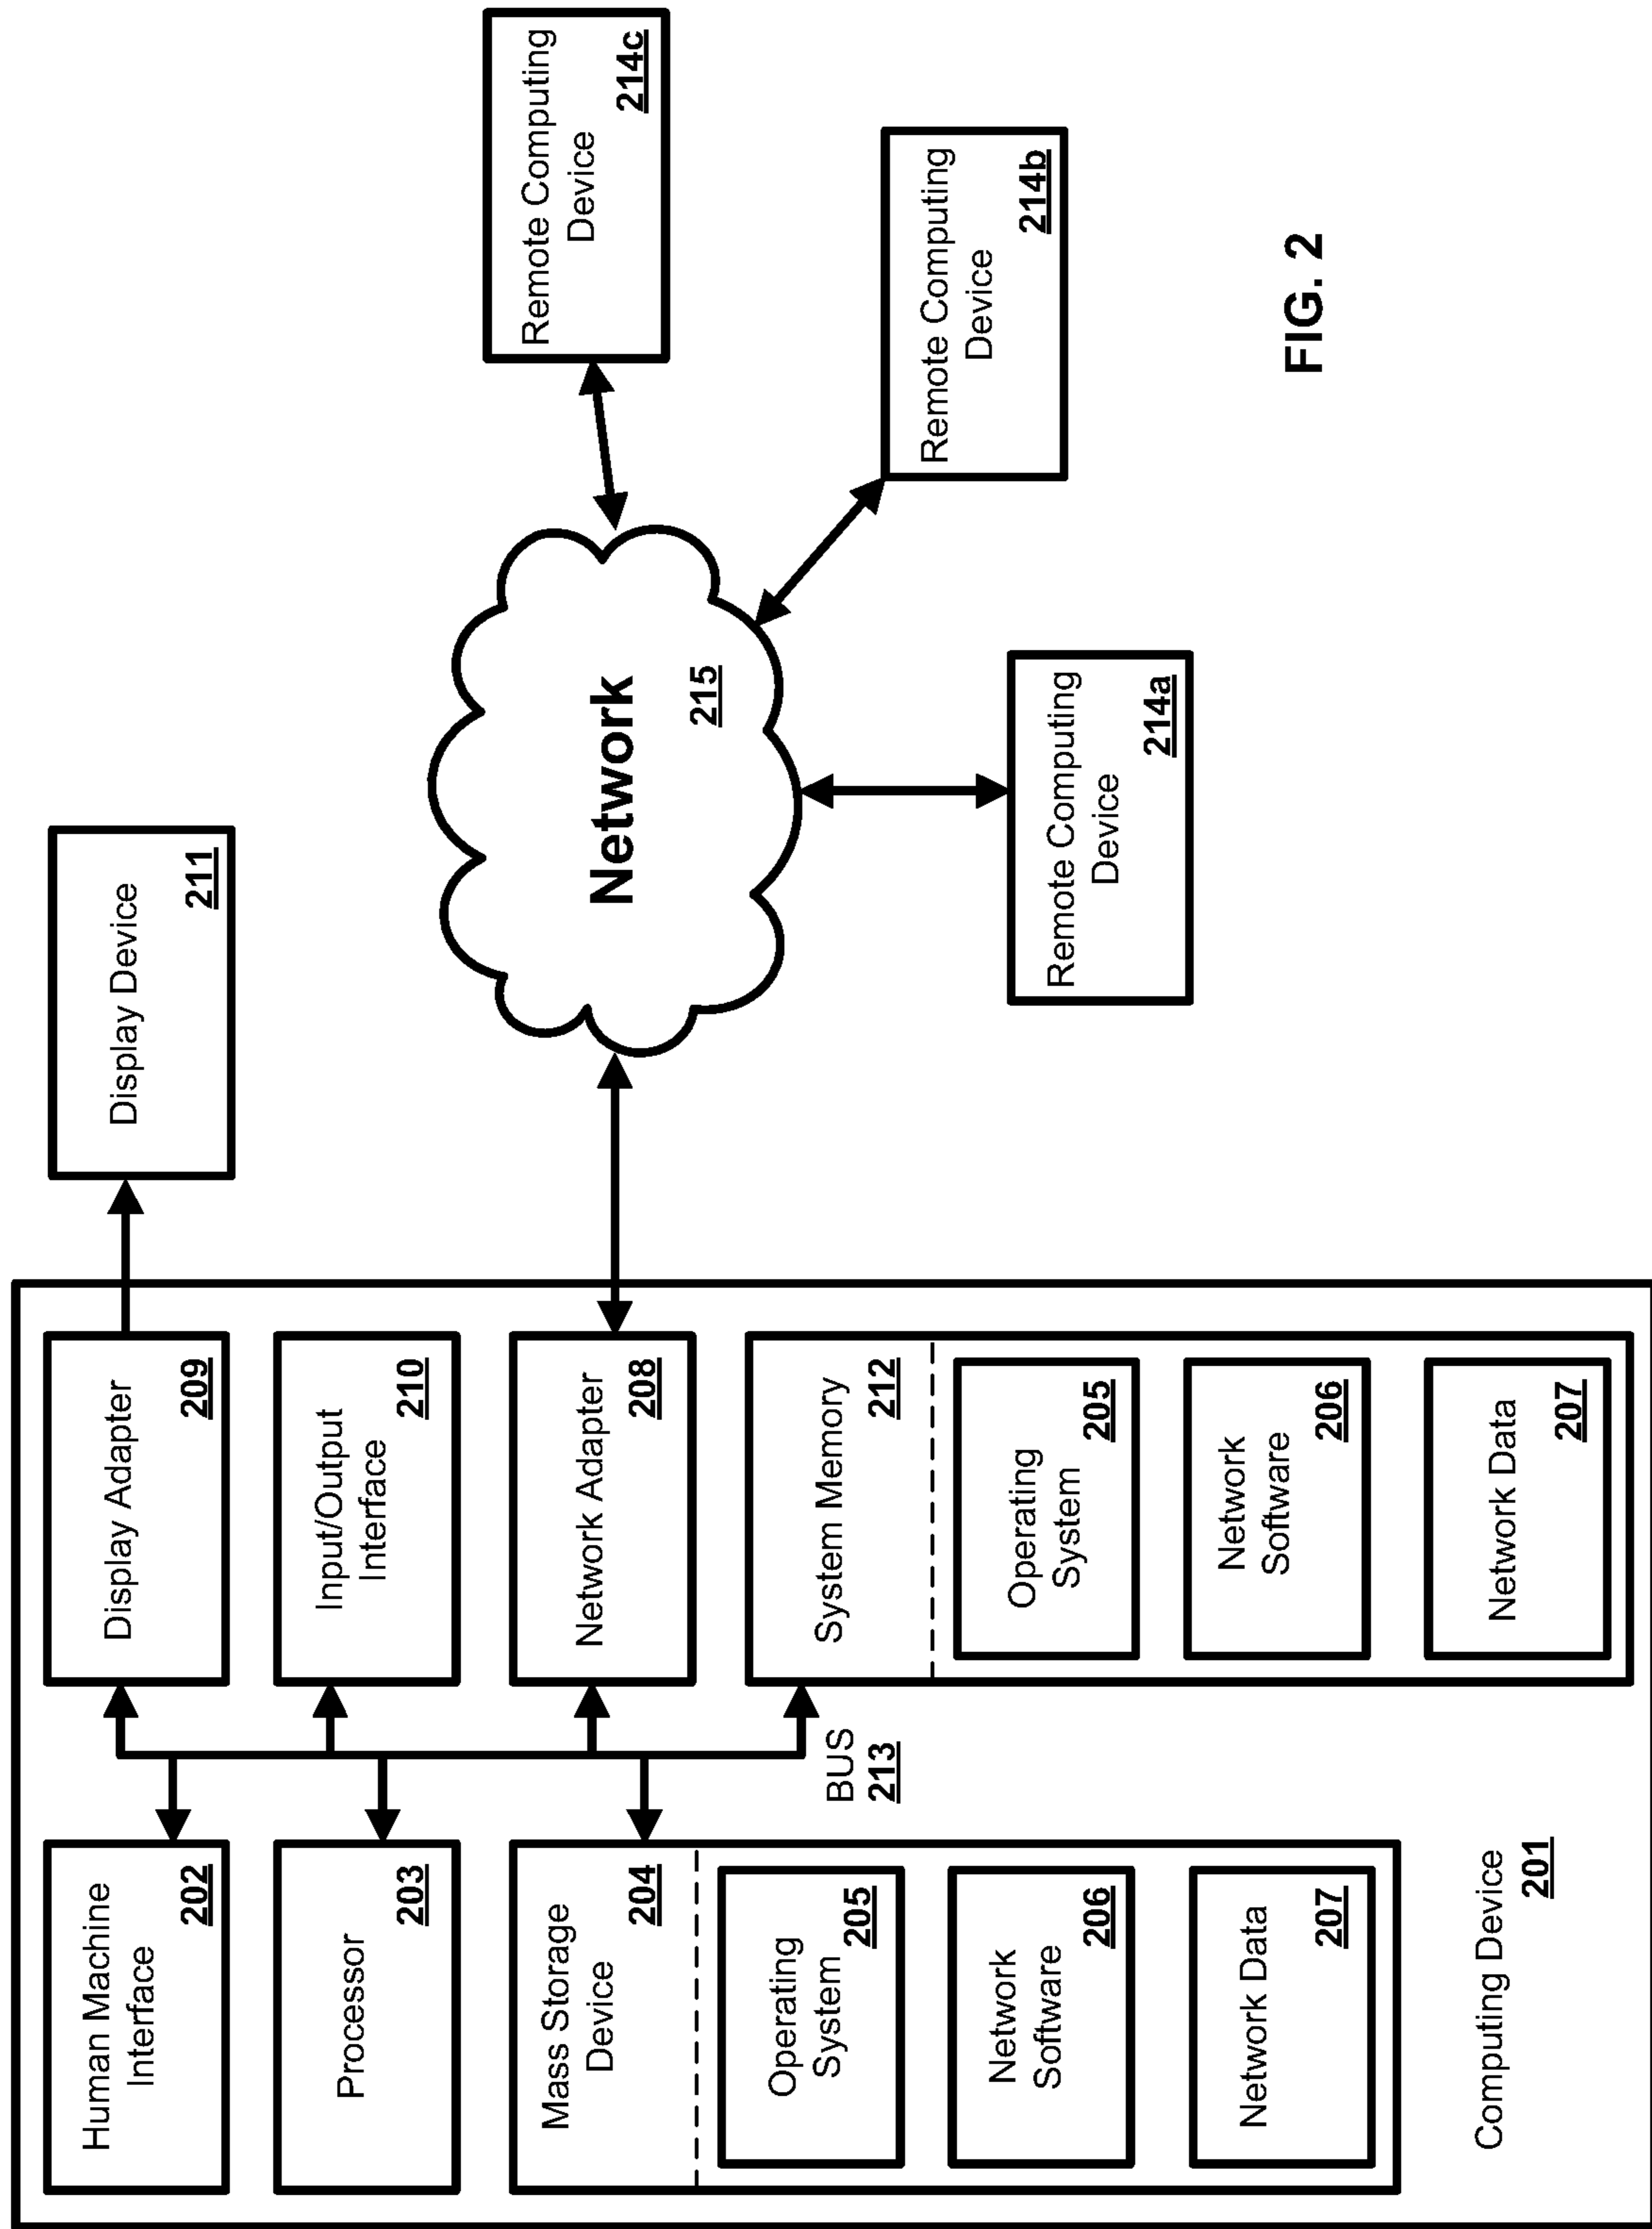 Human Machine
Interface
202
Processor
203
Mass Storage
Device
204
Operating
System
205
Network
Software
206
Network Data
207
Computing Device
201
BUS
213
Display Adapter
209
Input/Output
Interface
210
Network Adapter
208
System Memory
212
Operating
System
205
Network
Software
206
Network Data
207
Display Device
211
Network
215
Remote Computing
Device
214a
Remote Computing
Device
214b
Remote Computing
Device
214c
FIG. 2